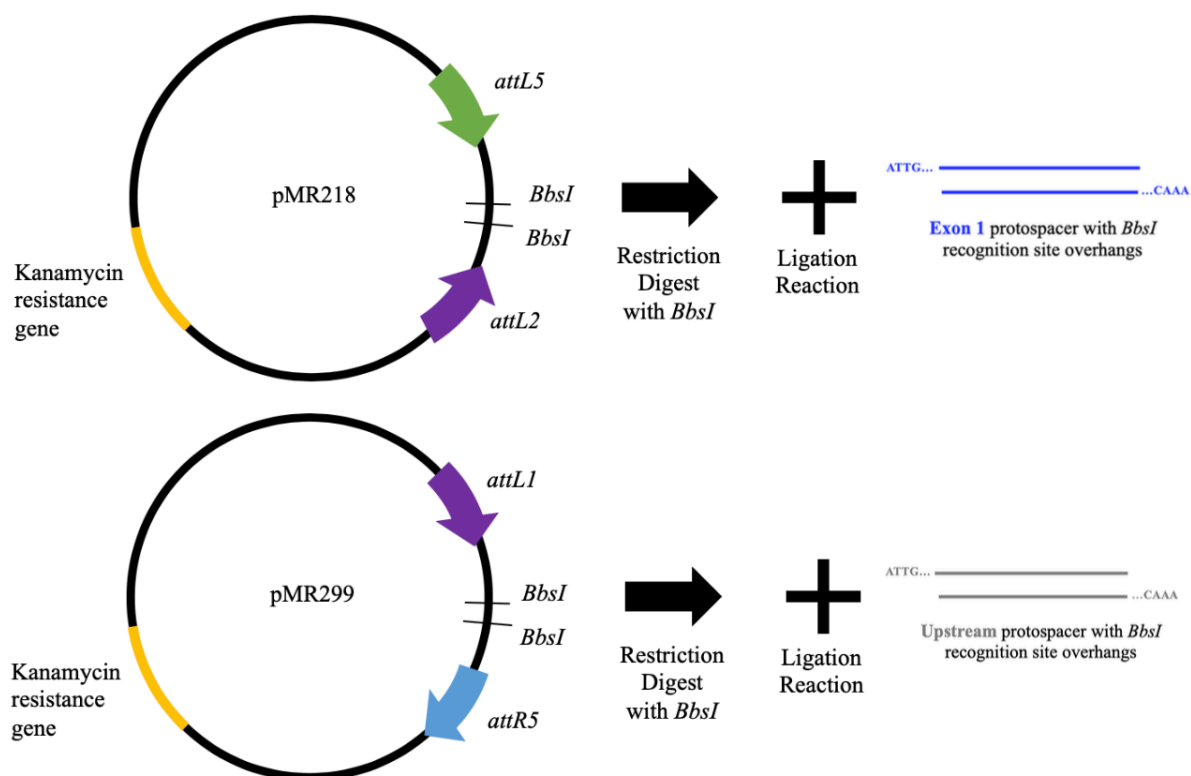 attL5
pMR218
BbsI
BbsI
attL2
Kanamycin
resistance
gene
Restriction
Digest
with BbsI
Ligation
Reaction
ATTG...
...CAAA
Exon 1 protospacer with BbsI
recognition site overhangs
attL1
pMR299
BbsI
BbsI
attR5
Kanamycin
resistance
gene
Restriction
Digest
with BbsI
Ligation
Reaction
ATTG...
...CAAA
Upstream protospacer with BbsI
recognition site overhangs